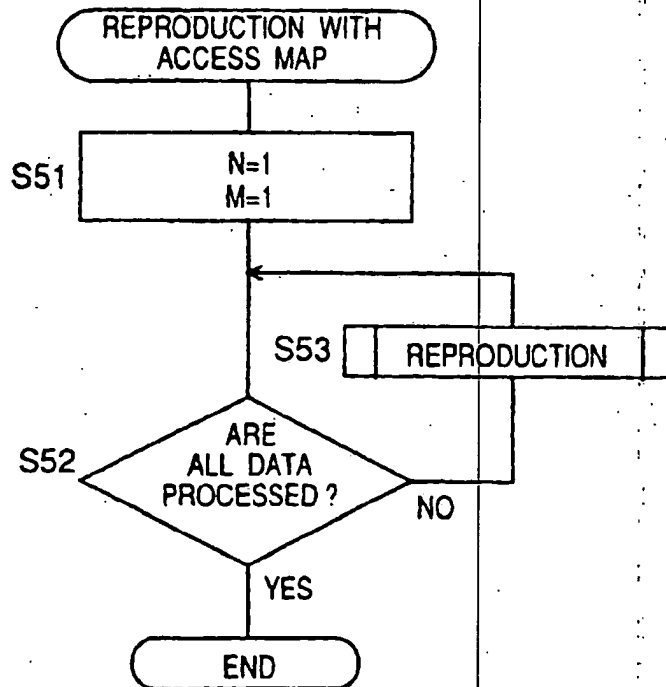 REPRODUCTION WITH
ACCESS MAP
S51
N=1
M=1
S53
REPRODUCTION
S52
ARE
ALL DATA
PROCESSED?
NO
YES
END